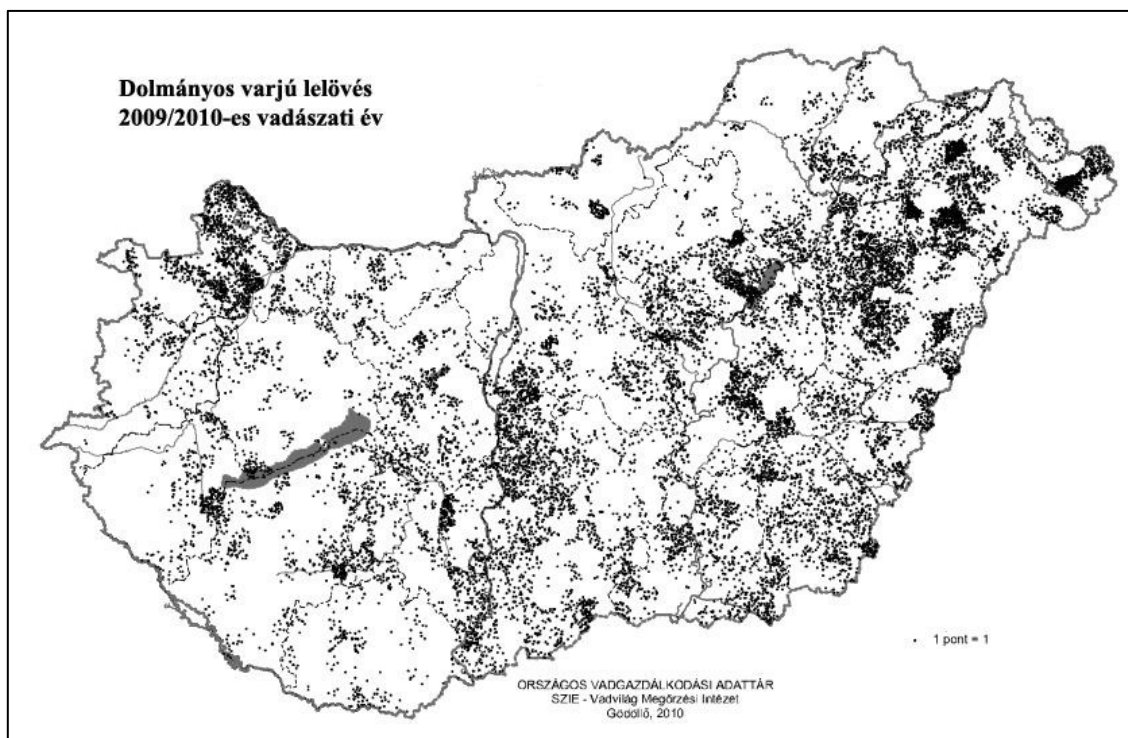 Dolmányos varjú lelövés
2009/2010-es vadászati év
1 pont = 1
ORSZÁGOS VADGAZDÁLKODÁSI ADATTÁR
SZIE - Vadvilág Megőrzési Intézet
Gödöllő, 2010